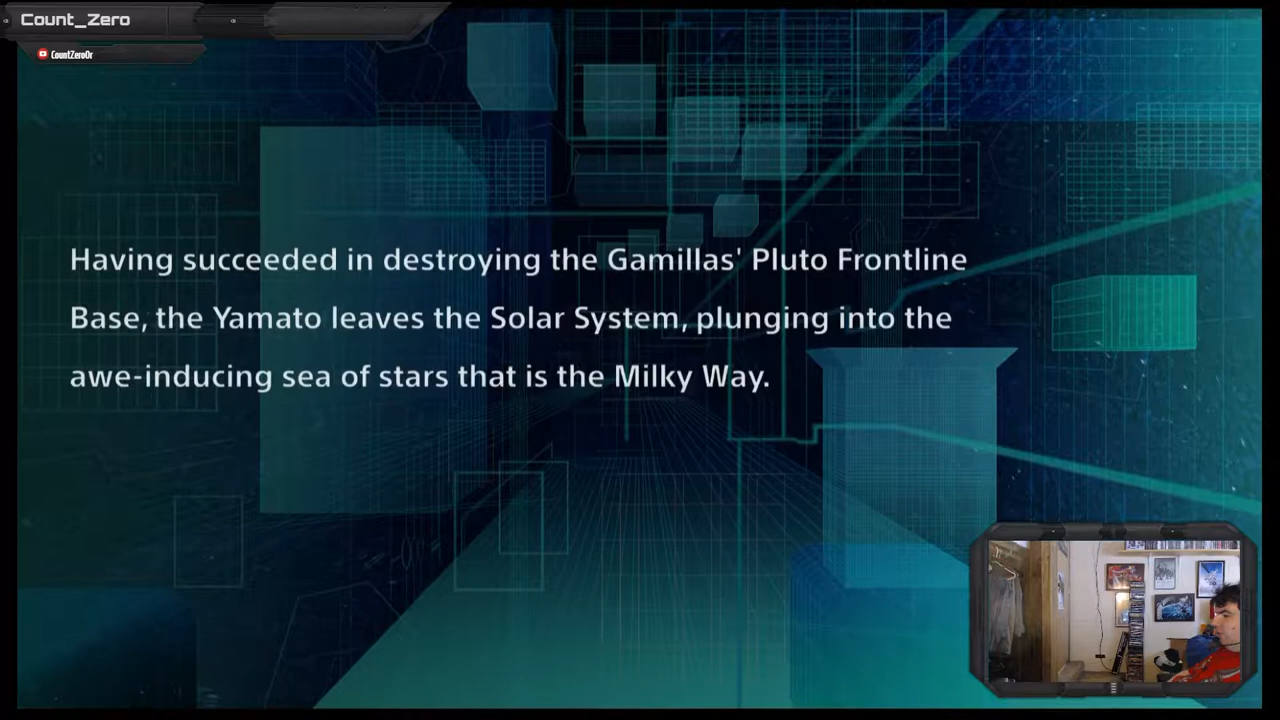 Count_Zero
CountZeroOr
Having succeeded in destroying the Gamillas' Pluto Frontline
Base, the Yamato leaves the Solar System, plunging into the
awe-inducing sea of stars that is the Milky Way.